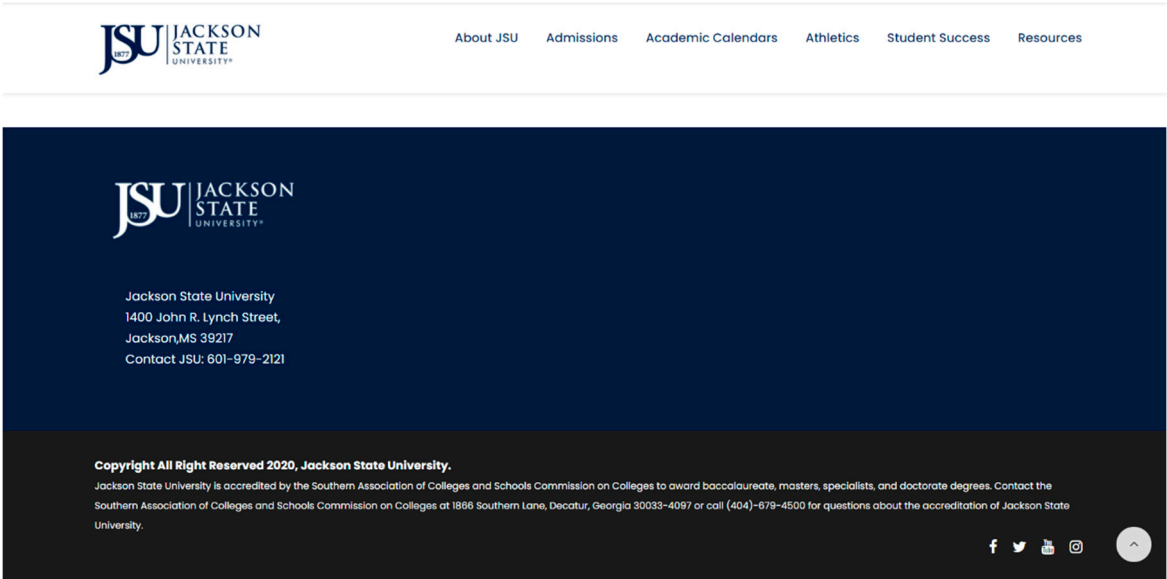 JSU JACKSON
STATE
1877 UNIVERSITY®
About JSU Admissions Academic Calendars Athletics Student Success Resources
JSU JACKSON
STATE
1877 UNIVERSITY®
Jackson State University
1400 John R. Lynch Street,
Jackson,MS 39217
Contact JSU: 601-979-2121
Copyright All Right Reserved 2020, Jackson State University.
Jackson State University is accredited by the Southern Association of Colleges and Schools Commission on Colleges to award baccalaureate, masters, specialists, and doctorate degrees. Contact the
Southern Association of Colleges and Schools Commission on Colleges at 1866 Southern Lane, Decatur, Georgia 30033-4097 or call (404)-679-4500 for questions about the accreditation of Jackson State
University.
f You Tube